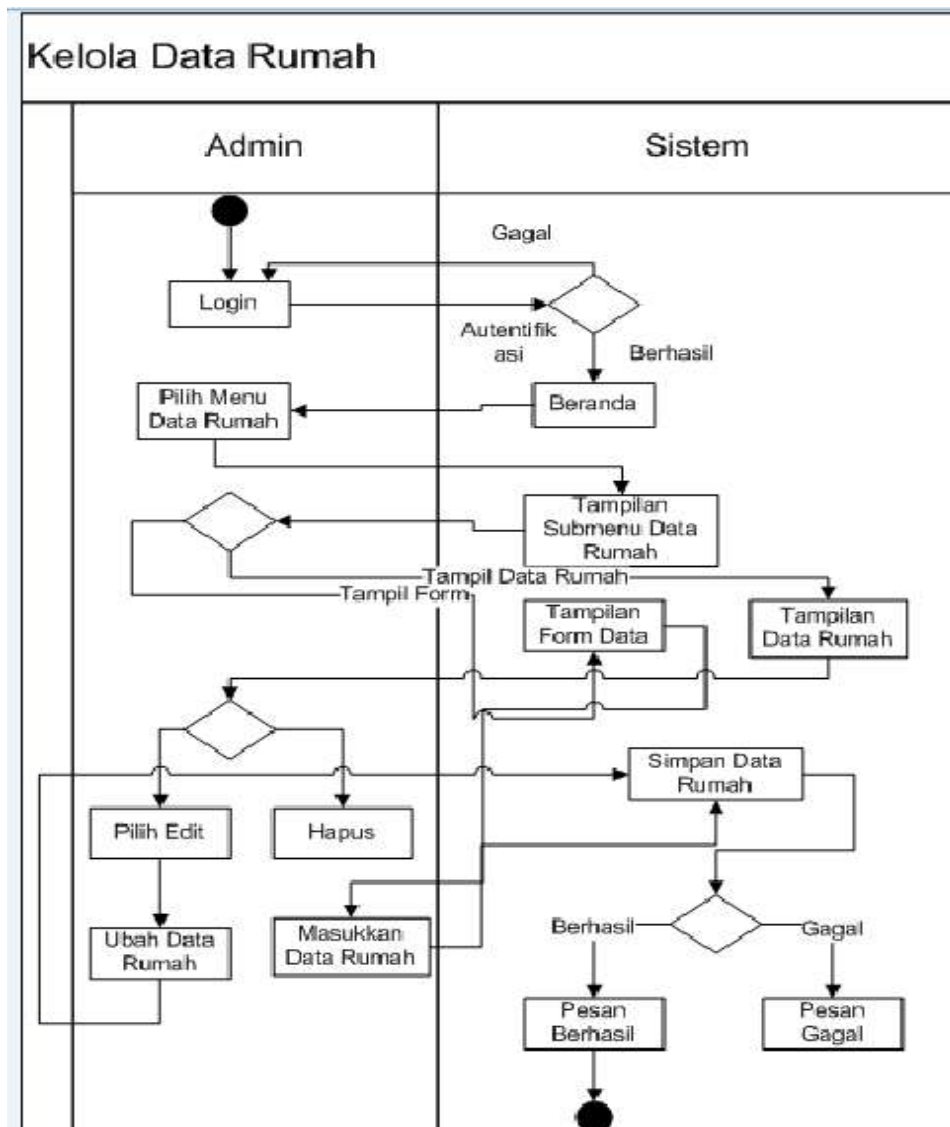 Kelola Data Rumah
Admin
Sistem
Gagal
Login
Autentifik
asi
Berhasil
Pilih Menu
Data Rumah
Beranda
Tampilan
Submenu Data
Rumah
Tampil Data Rumah
Tampil Form
Tampilan
Form Data
Tampilan
Data Rumah
Simpan Data
Rumah
Pilih Edit
Hapus
Ubah Data
Rumah
Masukkan
Data Rumah
Berhasil
Gagal
Pesan
Berhasil
Pesan
Gagal